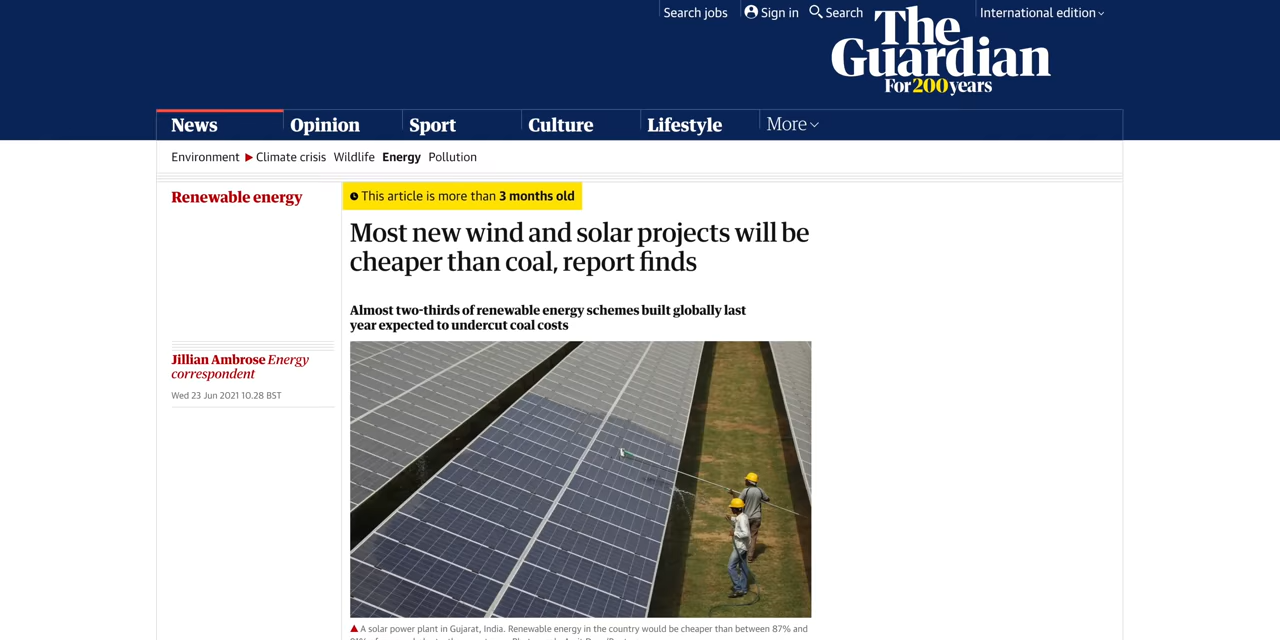 Search jobs
Sign in
Search
International edition
The
Guardian
For 200 years
News
Opinion
Sport
Culture
Lifestyle
More
Environment
Climate crisis
Wildlife
Energy
Pollution
Renewable energy
This article is more than 3 months old
Most new wind and solar projects will be
cheaper than coal, report finds
Almost two-thirds of renewable energy schemes built globally last
year expected to undercut coal costs
Jillian Ambrose Energy
correspondent
Wed 23 Jun 2021 10.28 BST
A solar power plant in Gujarat, India. Renewable energy in the country would be cheaper than between 87% and